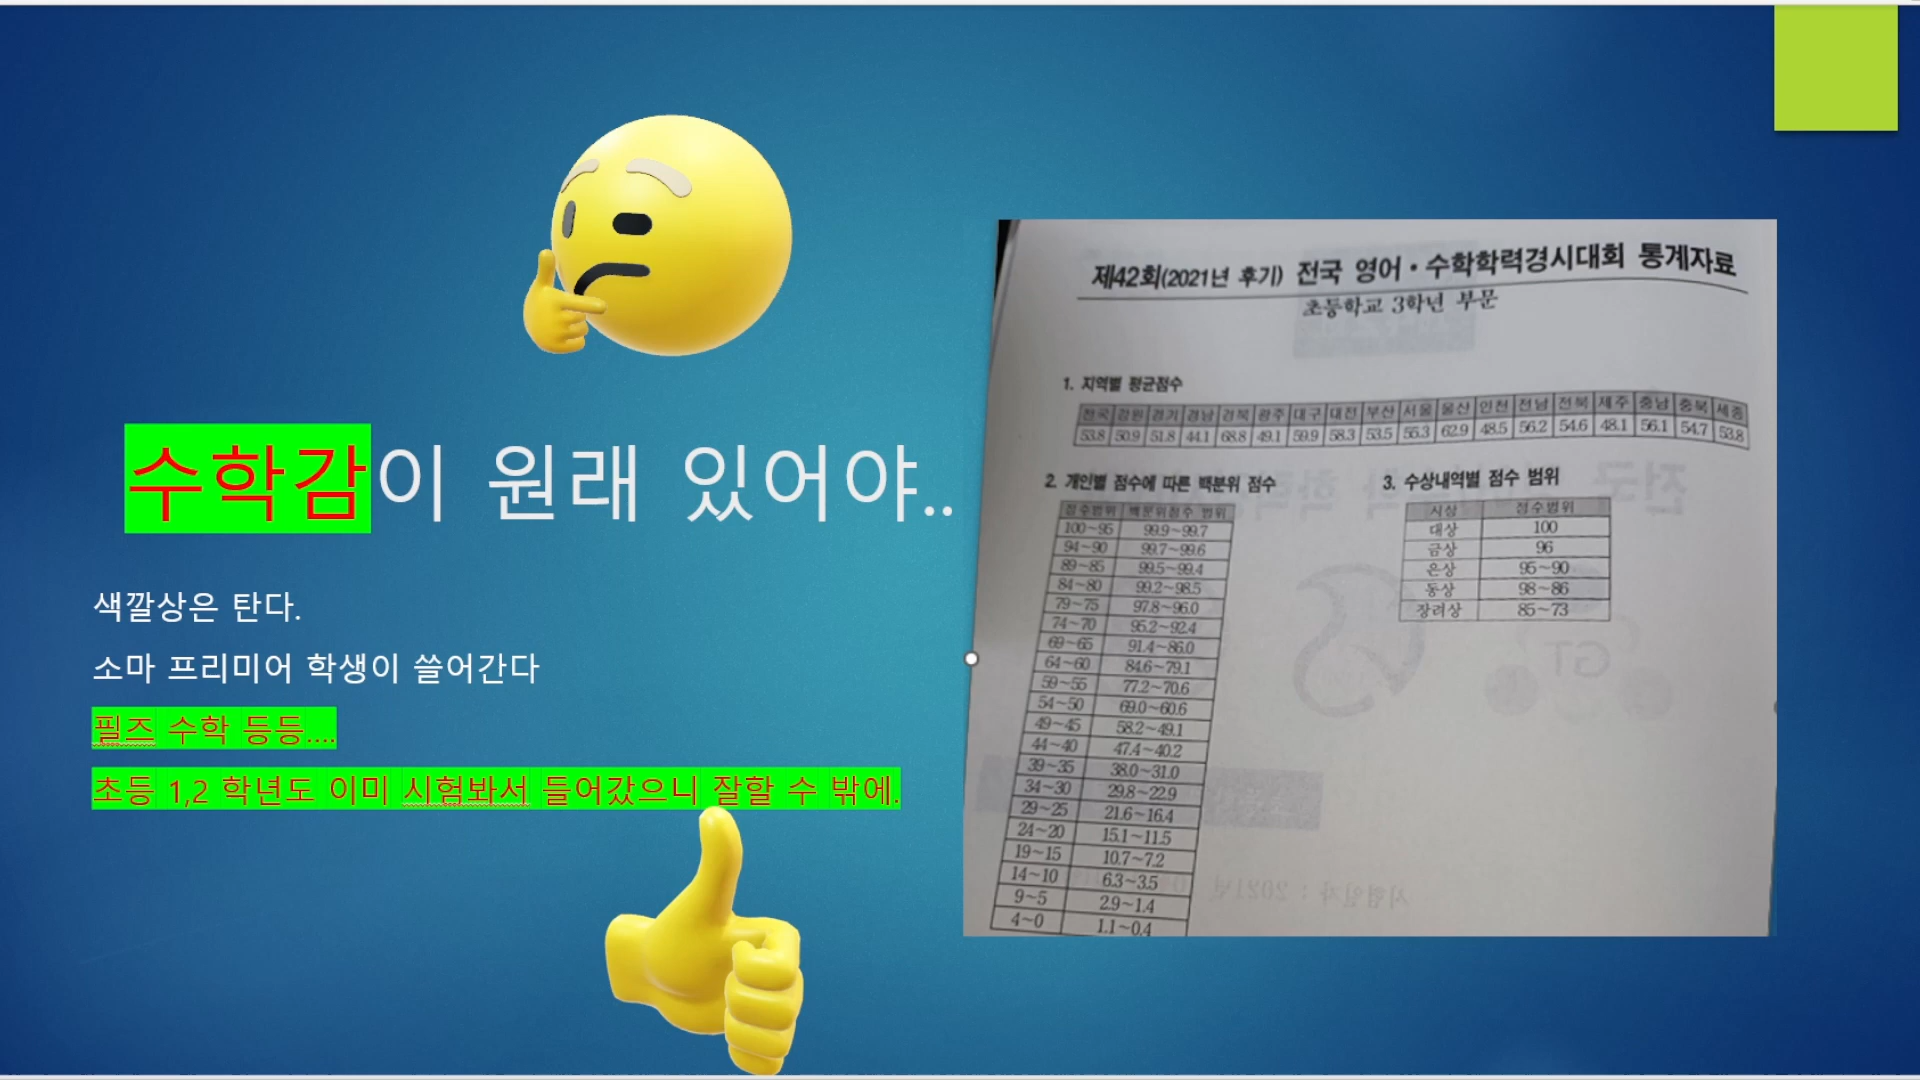 수학감이 원래 있어야..
색깔상은 탄다.
소마 프리미어 학생이 쓸어간다
필즈 수학 등등....
초등 1,2 학년도 이미 시험봐서 들어갔으니 잘할 수 밖에.
제42회(2021년 후기) 전국 영어·수학학력경시대회 통계자료
초등학교 3학년 부문
1. 지역별 평균점수
전국 강원 경기 경남 경북 광주 대구 대전 부산 서울 울산 인천 전남 전북 제주 충남 충북 세종
53.8 50.9 51.8 44.1 68.8 49.1 59.9 58.3 53.5 55.3 62.9 48.5 56.2 54.6 48.1 56.1 54.7 53.8
2. 개인별 점수에 따른 백분위 점수
점수범위 백분위점수 범위
100~95 99.9~99.7
94~90 99.7~99.6
89~85 99.5~99.4
84~80 99.2~98.5
79~75 97.8~96.0
74~70 95.2~92.4
69~65 91.4~86.0
64~60 84.6~79.1
59~55 77.2~70.6
54~50 69.0~60.6
49~45 58.2~49.1
44~40 47.4~40.2
39~35 38.0~31.0
34~30 29.8~22.9
29~25 21.6~16.4
24~20 15.1~11.5
19~15 10.7~7.2
14~10 6.3~3.5
9~5 2.9~1.4
4~0 1.1~0.4
3. 수상내역별 점수 범위
시상 점수범위
대상 100
금상 96
은상 95~90
동상 98~86
장려상 85~73